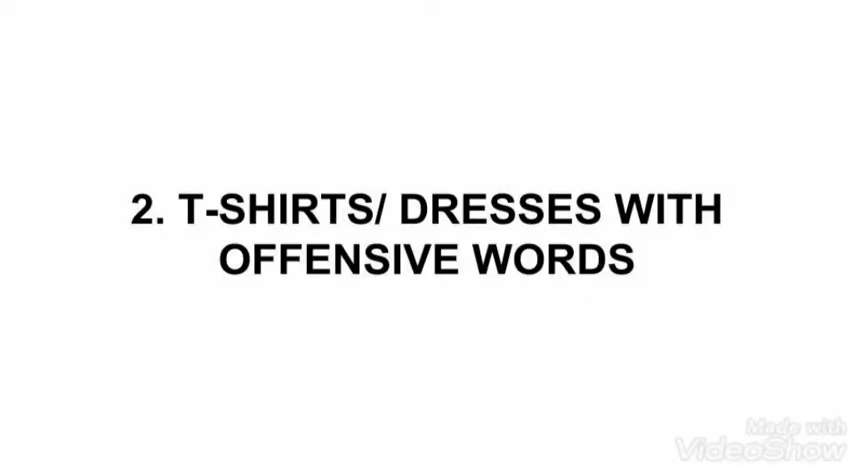 2. T-SHIRTS/ DRESSES WITH
OFFENSIVE WORDS
Made with
VideoShow